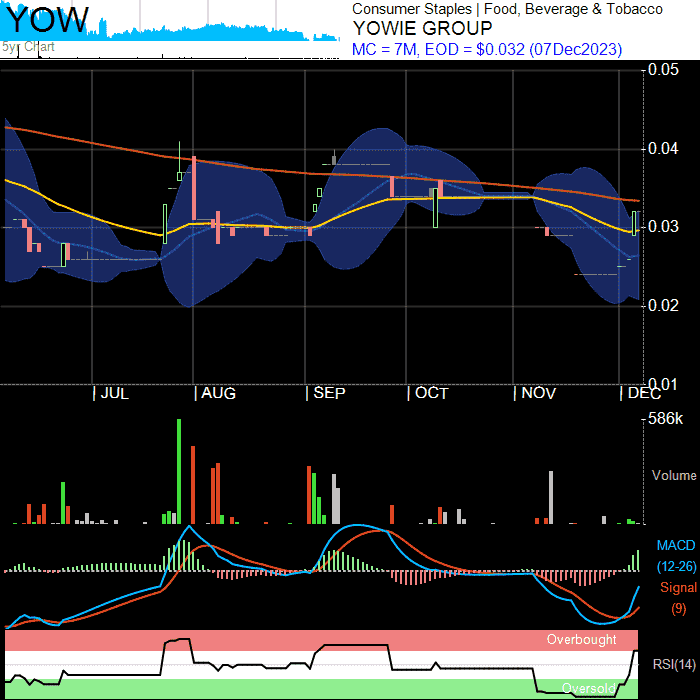 YOW
5yr Chart
Consumer Staples | Food, Beverage & Tobacco
YOWIE GROUP
MC = 7M, EOD = $0.032 (07Dec2023)
0.05
0.04
0.03
0.02
0.01
JUL
AUG
SEP
OCT
NOV
DEC
586k
Volume
MACD
(12-26)
Signal
(9)
Overbought
RSI(14)
Oversold